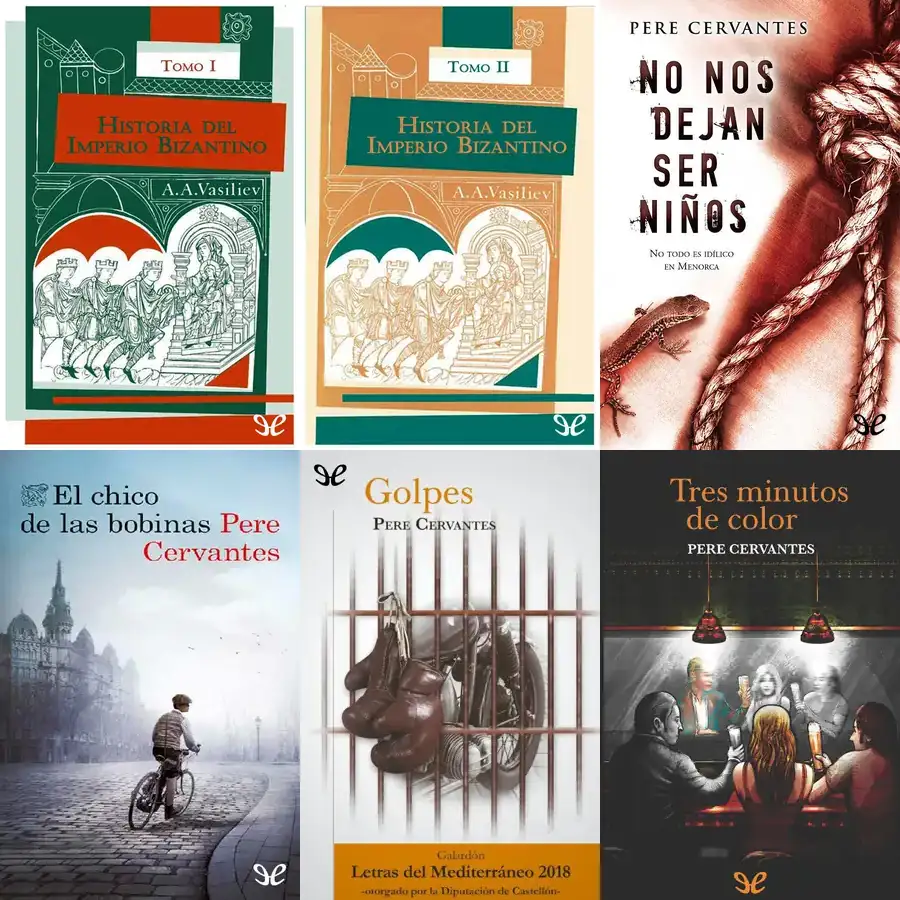 Tomo I
Historia del
Imperio Bizantino
A.A.Vasiliev
Tomo II
Historia del
Imperio Bizantino
A.A.Vasiliev
PERE CERVANTES
NO NOS
DEJAN
SER
NIÑOS
No todo es idílico
en Menorca
El chico
de las bobinas Pere
Cervantes
Golpes
Pere Cervantes
Galardón
Letras del Mediterráneo 2018
-otorgado por la Diputación de Castellón-
Tres minutos
de color
PERE CERVANTES